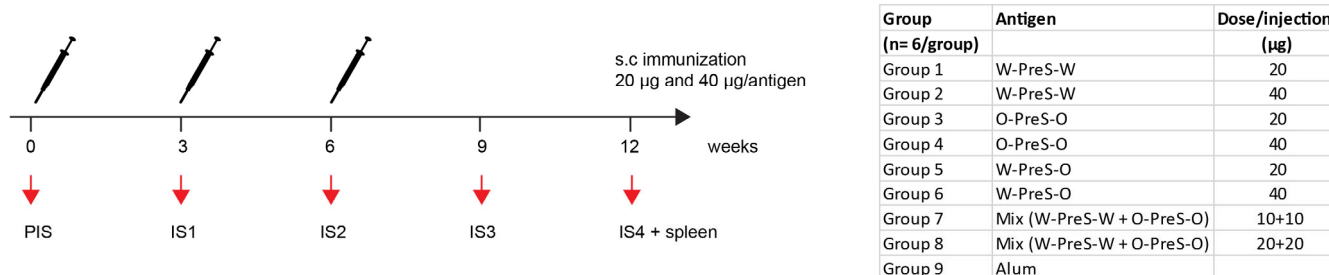 s.c immunization
20 µg and 40 µg/antigen
0 3 6 9 12 weeks
PIS IS1 IS2 IS3 IS4 + spleen
Group Antigen Dose/injection
(n= 6/group) (µg)
Group 1 W-PreS-W 20
Group 2 W-PreS-W 40
Group 3 O-PreS-O 20
Group 4 O-PreS-O 40
Group 5 W-PreS-O 20
Group 6 W-PreS-O 40
Group 7 Mix (W-PreS-W + O-PreS-O) 10+10
Group 8 Mix (W-PreS-W + O-PreS-O) 20+20
Group 9 Alum